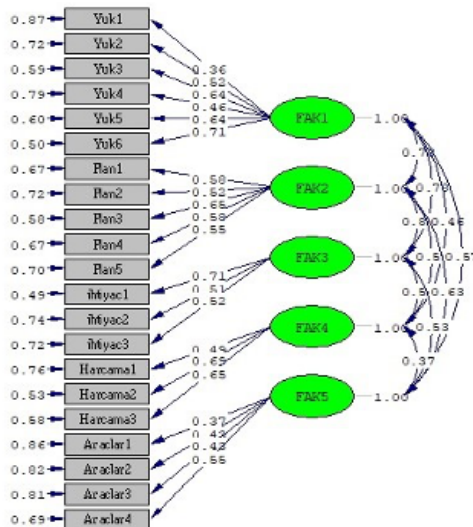 0.87 Yuk1
0.72 Yuk2
0.36
0.59 Yuk3
0.52
0.64
0.79 Yuk4
0.46
0.60 Yuk5
0.64
FAK1
1.00
0.50 Yuk6
0.71
0.67 Plan1
0.58
0.72 Plan2
0.52
FAK2
1.00
0.46
0.58 Plan3
0.65
0.67 Plan4
0.58
0.70 Plan5
0.55
FAK3
1.00
0.49 ihtiyac1
0.71
0.63
0.74 ihtiyac2
0.51
0.72 ihtiyac3
0.52
FAK4
1.00
0.53
0.76 Harcama1
0.49
0.53 Harcama2
0.69
0.37
0.58 Harcama3
0.65
FAK5
1.00
0.86 Araclar1
0.37
0.82 Araclar2
0.43
0.81 Araclar3
0.43
0.69 Araclar4
0.55